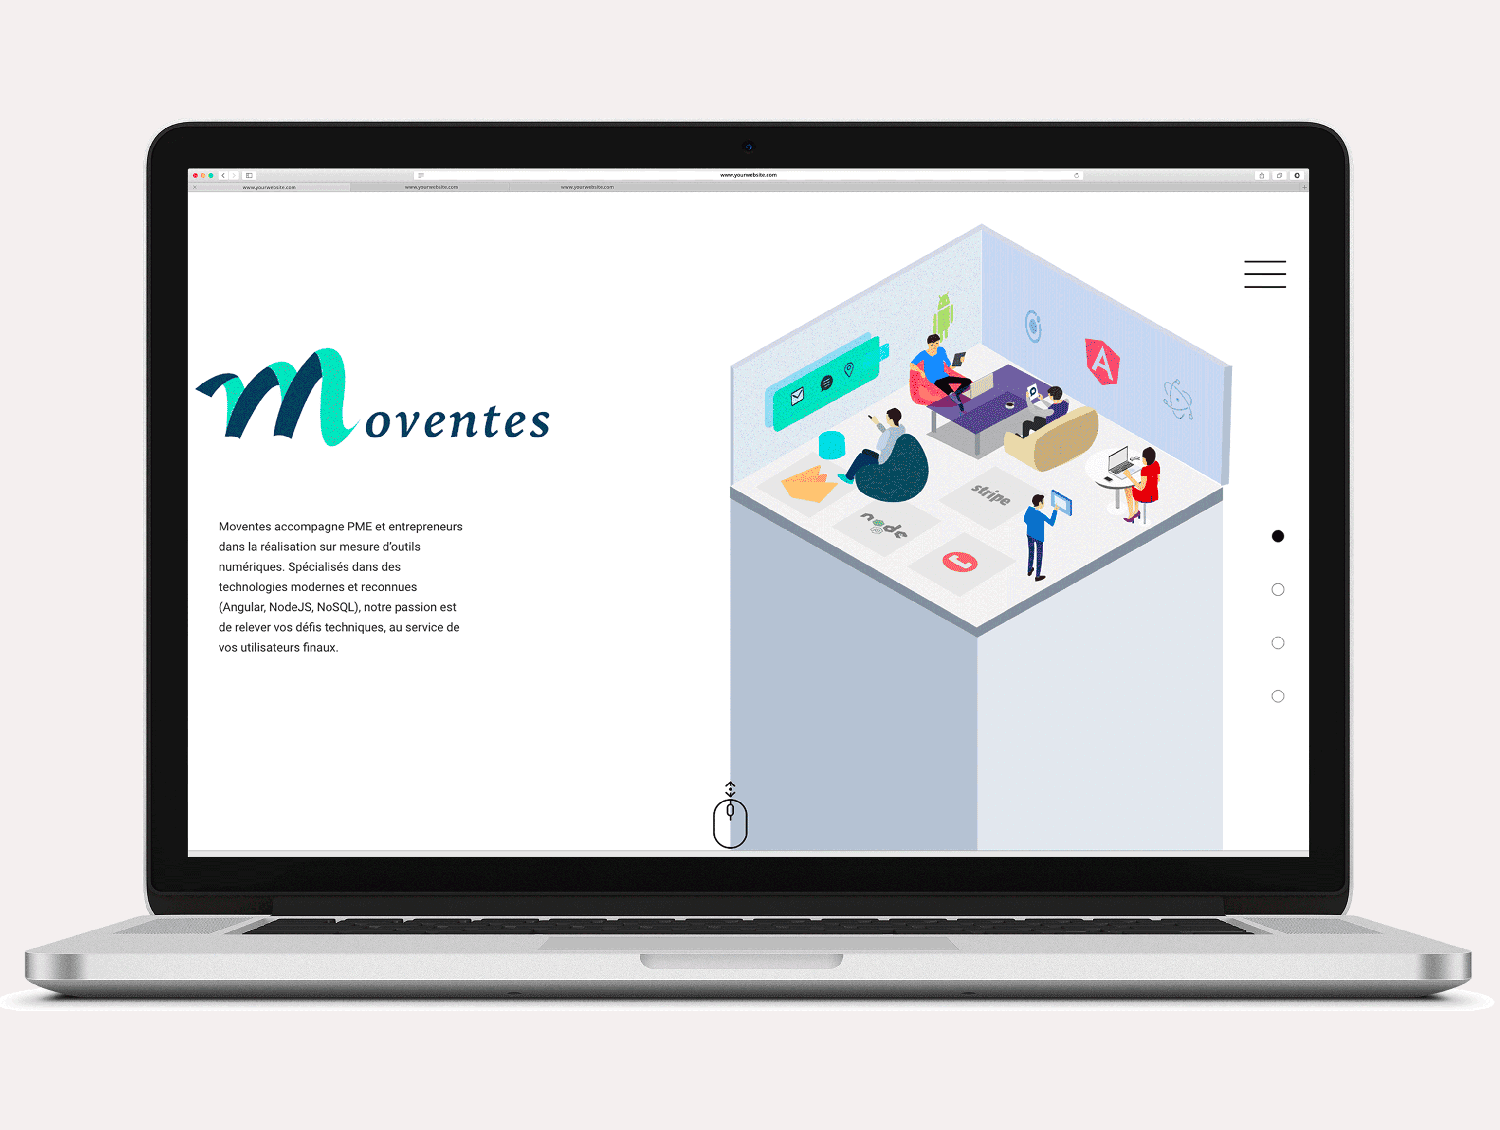 www.yourwebsite.com
www.yourwebsite.com
www.yourwebsite.com
www.yourwebsite.com
Moventes
Moventes accompagne PME et entrepreneurs
dans la réalisation sur mesure d'outils
numériques. Spécialisés dans des
technologies modernes et reconnues
(Angular, NodeJS, NoSQL), notre passion est
de relever vos défis techniques, au service de
vos utilisateurs finaux.
A
stripe
node